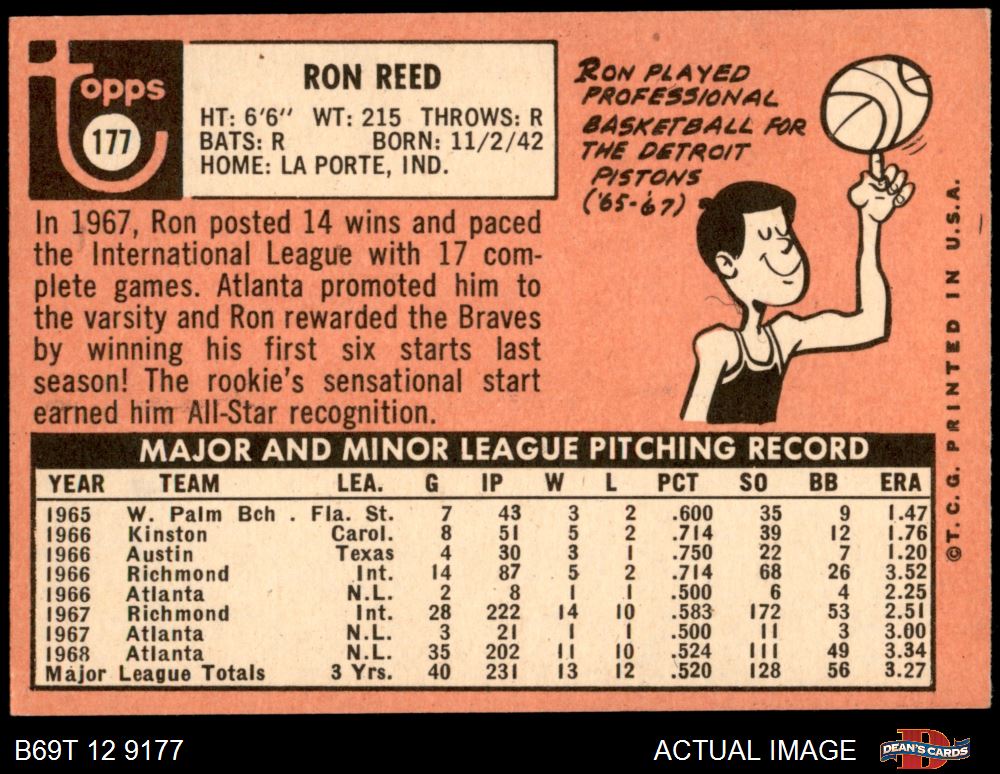 Topps
177
RON REED
HT: 6'6" WT: 215 THROWS: R
BATS: R BORN: 11/2/42
HOME: LA PORTE, IND.
RON PLAYED
PROFESSIONAL
BASKETBALL FOR
THE DETROIT
PISTONS
('65-'67)
In 1967, Ron posted 14 wins and paced
the International League with 17 com-
plete games. Atlanta promoted him to
the varsity and Ron rewarded the Braves
by winning his first six starts last
season! The rookie's sensational start
earned him All-Star recognition.
©T. C. G. PRINTED IN U.S.A.
MAJOR AND MINOR LEAGUE PITCHING RECORD
YEAR TEAM LEA. G IP W L PCT SO BB ERA
1965 W. Palm Bch . Fla. St. 7 43 3 2 .600 35 9 1.47
1966 Kinston Carol. 8 51 5 2 .714 39 12 1.76
1966 Austin Texas 4 30 3 1 .750 22 7 1.20
1966 Richmond Int. 14 87 5 2 .714 68 26 3.52
1966 Atlanta N.L. 2 8 1 1 .500 6 4 2.25
1967 Richmond Int. 28 222 14 10 .583 172 53 2.51
1967 Atlanta N.L. 3 21 1 1 .500 11 3 3.00
1968 Atlanta N.L. 35 202 11 10 .524 111 49 3.34
Major League Totals 3 Yrs. 40 231 13 12 .520 128 56 3.27
B69T 12 9177
ACTUAL IMAGE
DEAN'S CARDS